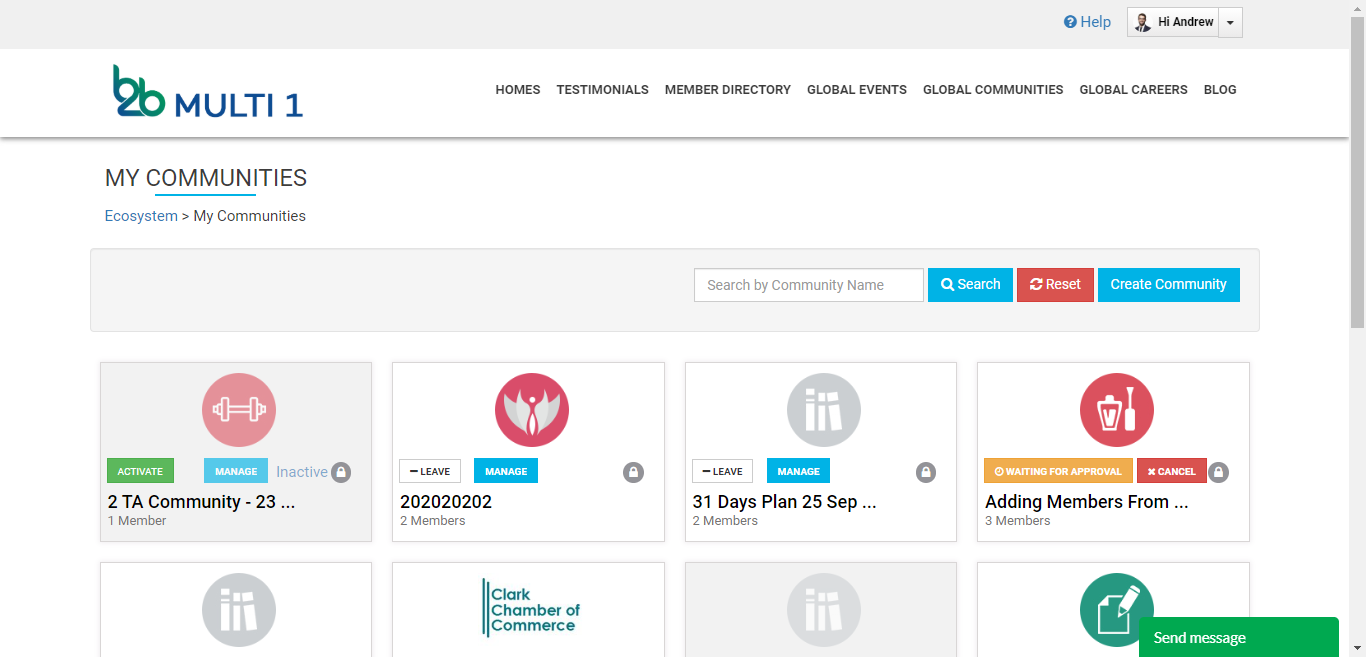 Help
Hi Andrew
b2b MULTI 1
HOMES TESTIMONIALS MEMBER DIRECTORY GLOBAL EVENTS GLOBAL COMMUNITIES GLOBAL CAREERS BLOG
MY COMMUNITIES
Ecosystem > My Communities
Search by Community Name
Search
Reset
Create Community
ACTIVATE
MANAGE
Inactive
2 TA Community - 23 ...
1 Member
LEAVE
MANAGE
202020202
2 Members
LEAVE
MANAGE
31 Days Plan 25 Sep ...
2 Members
WAITING FOR APPROVAL
CANCEL
Adding Members From ...
3 Members
Clark
Chamber of
Commerce
Send message